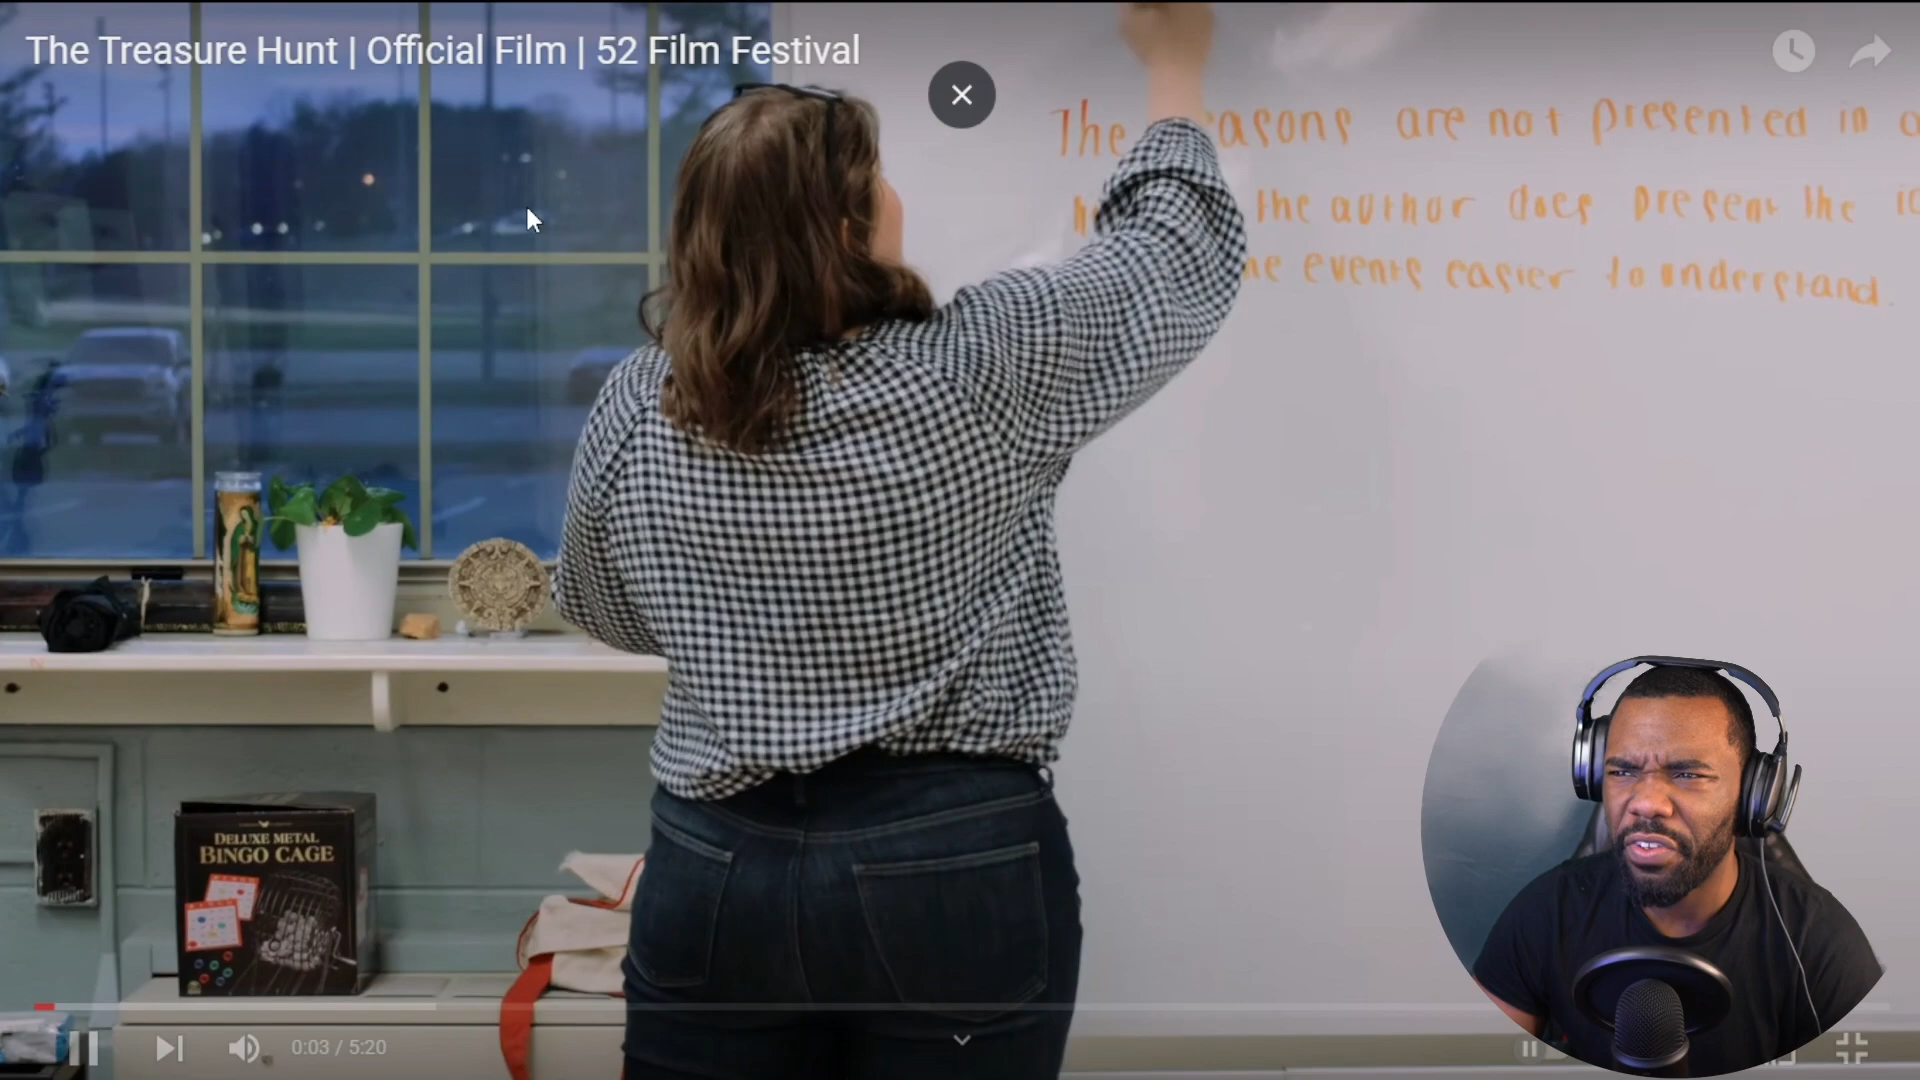 The Treasure Hunt | Official Film | 52 Film Festival
The are not presented in
the author does present the
events easier to understand.
DELUXE METAL
BINGO CAGE
0:03 / 5:20